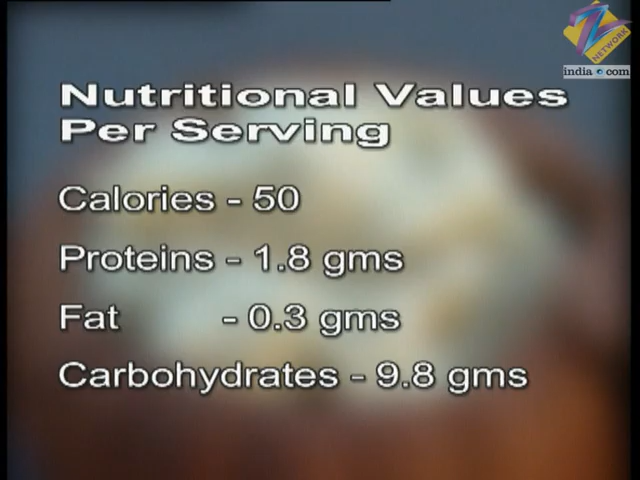 Z
NETWORK
india.com
Nutritional Values
Per Serving
Calories - 50
Proteins - 1.8 gms
Fat - 0.3 gms
Carbohydrates - 9.8 gms